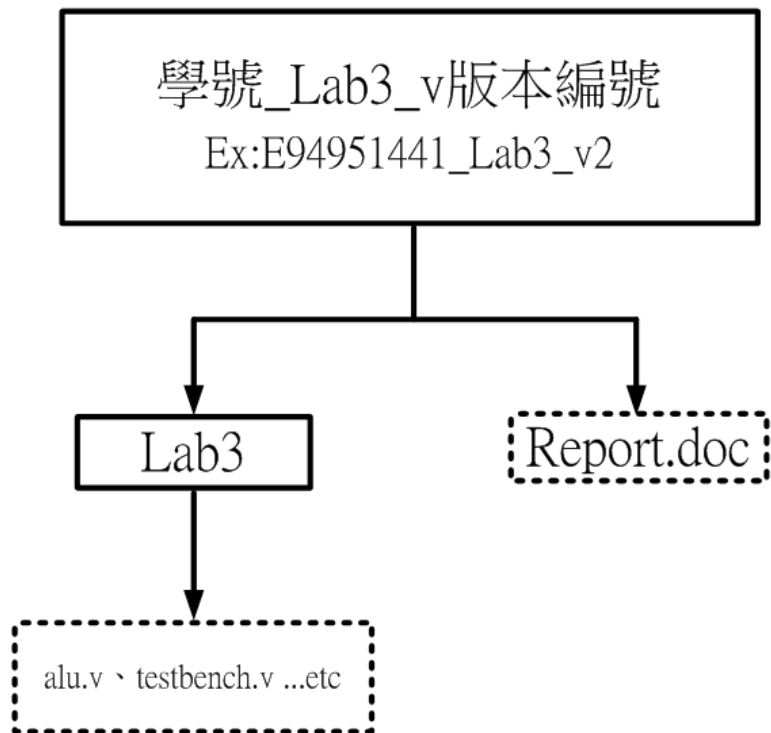 學號_Lab3_v版本編號
Ex:E94951441_Lab3_v2
Lab3
Report.doc
alu.v、testbench.v ...etc